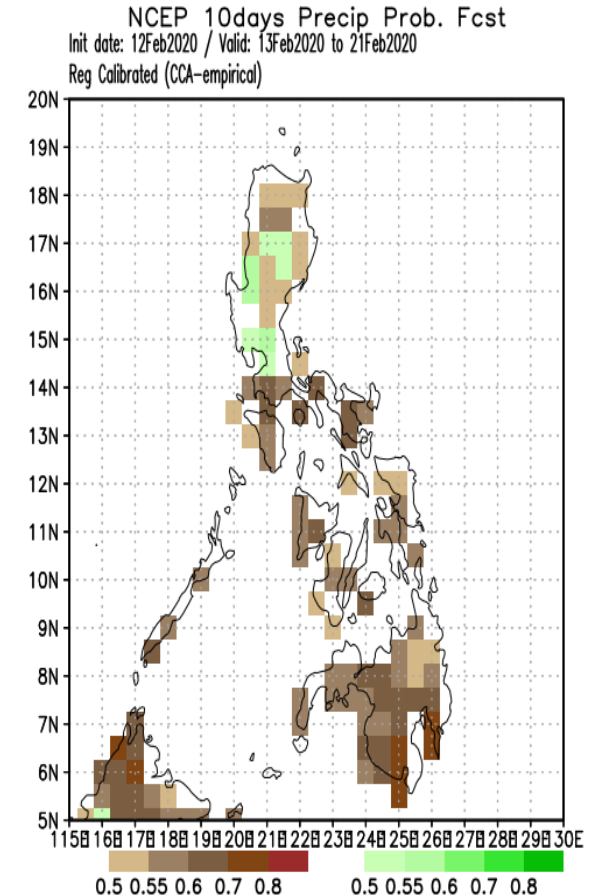 NCEP 10days Precip Prob. Fcst
Init date: 12Feb2020 / Valid: 13Feb2020 to 21Feb2020
Reg Calibrated (CCA-empirical)
20N
19N
18N
17N
16N
15N
14N
13N
12N
11N
10N
9N
8N
7N
6N
5N
115E 116E 117E 118E 119E 120E 121E 122E 123E 124E 125E 126E 127E 128E 129E 130E
0.5 0.55 0.6 0.7 0.8 0.5 0.55 0.6 0.7 0.8